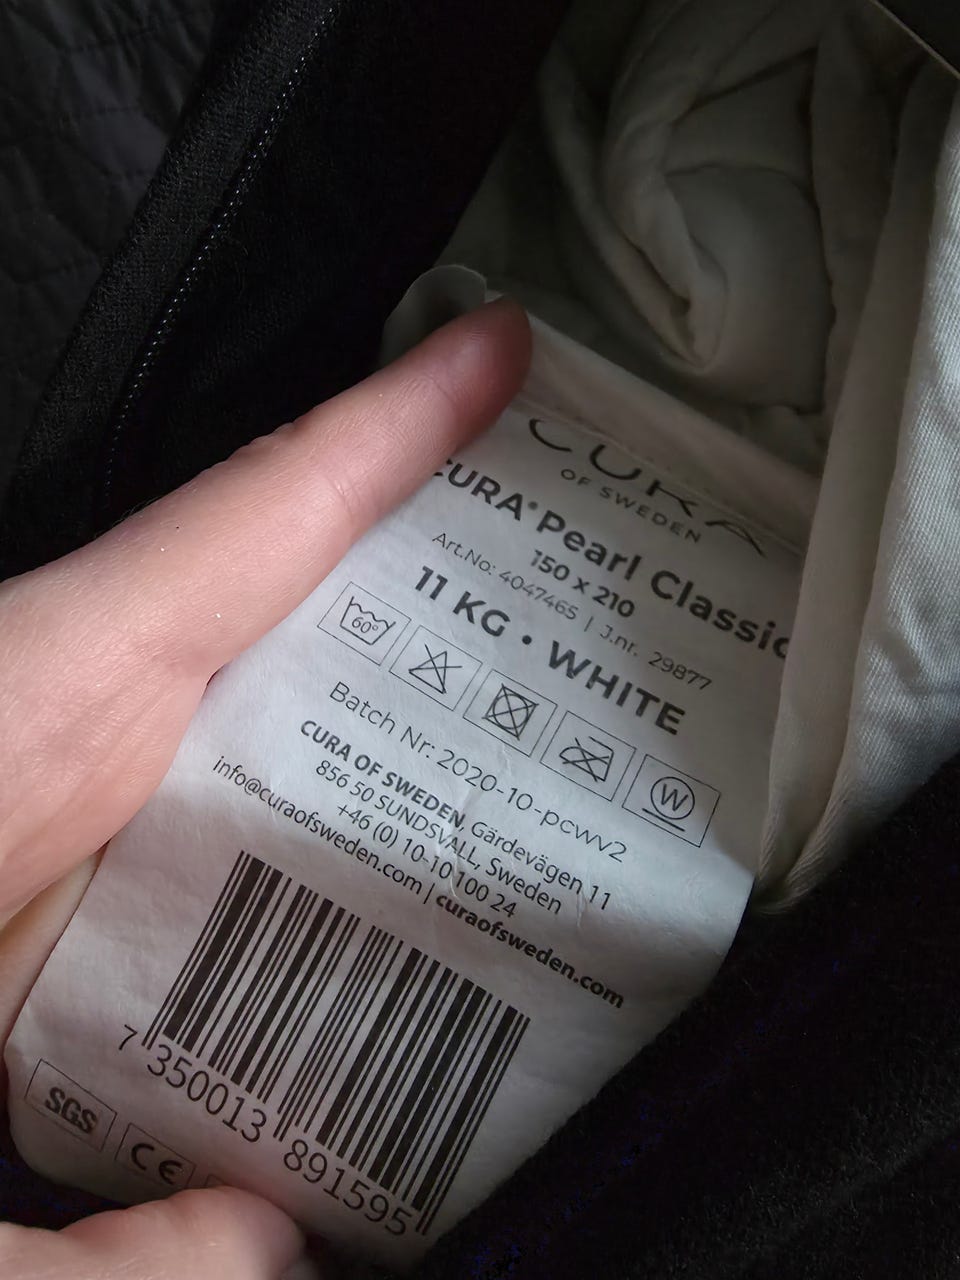 CURA
OF SWEDEN
CURA® Pearl Classic
150 x 210
Art.No: 4047465 | J.nr. 29877
11 KG • WHITE
60°
W
Batch Nr: 2020-10-pcwv2
CURA OF SWEDEN, Gärdevägen 11
856 50 SUNDSVALL, Sweden
+46 (0) 10-10 100 24
info@curaofsweden.com | curaofsweden.com
7 350013 891595
SGS
CE